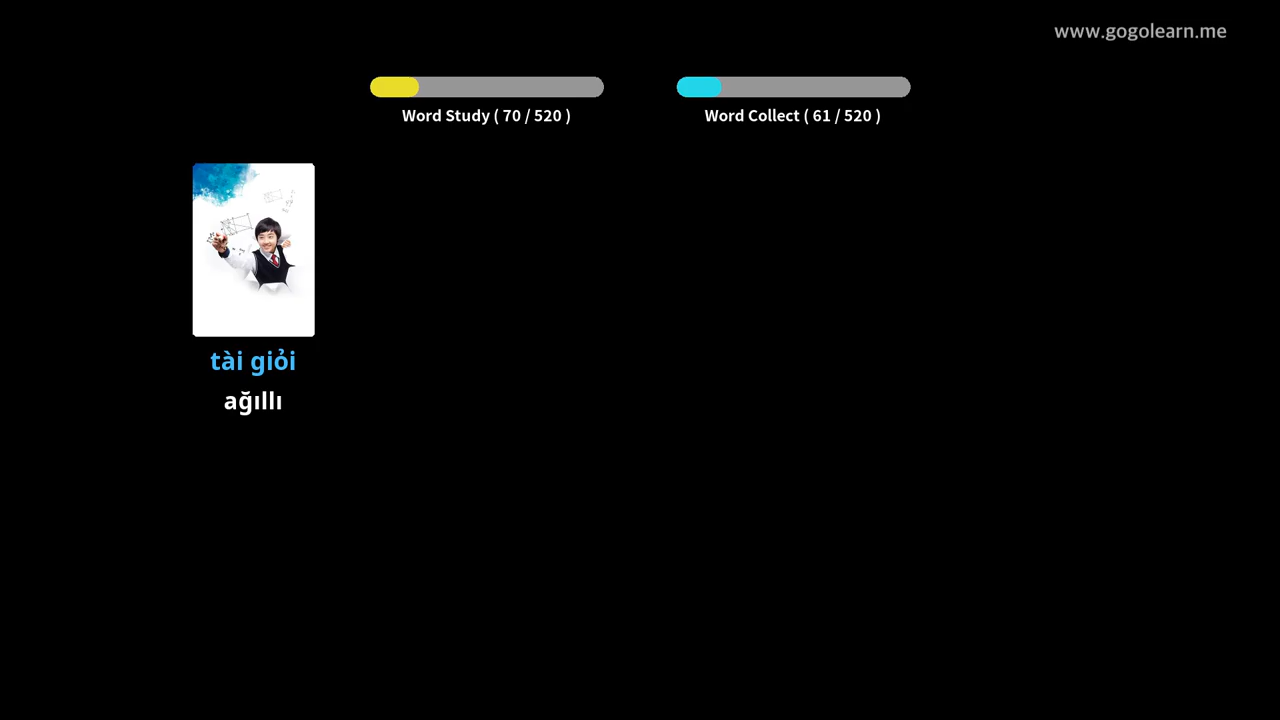 www.gogolearn.me
Word Study ( 70 / 520 )
Word Collect ( 61 / 520 )
tài giỏi
ağıllı